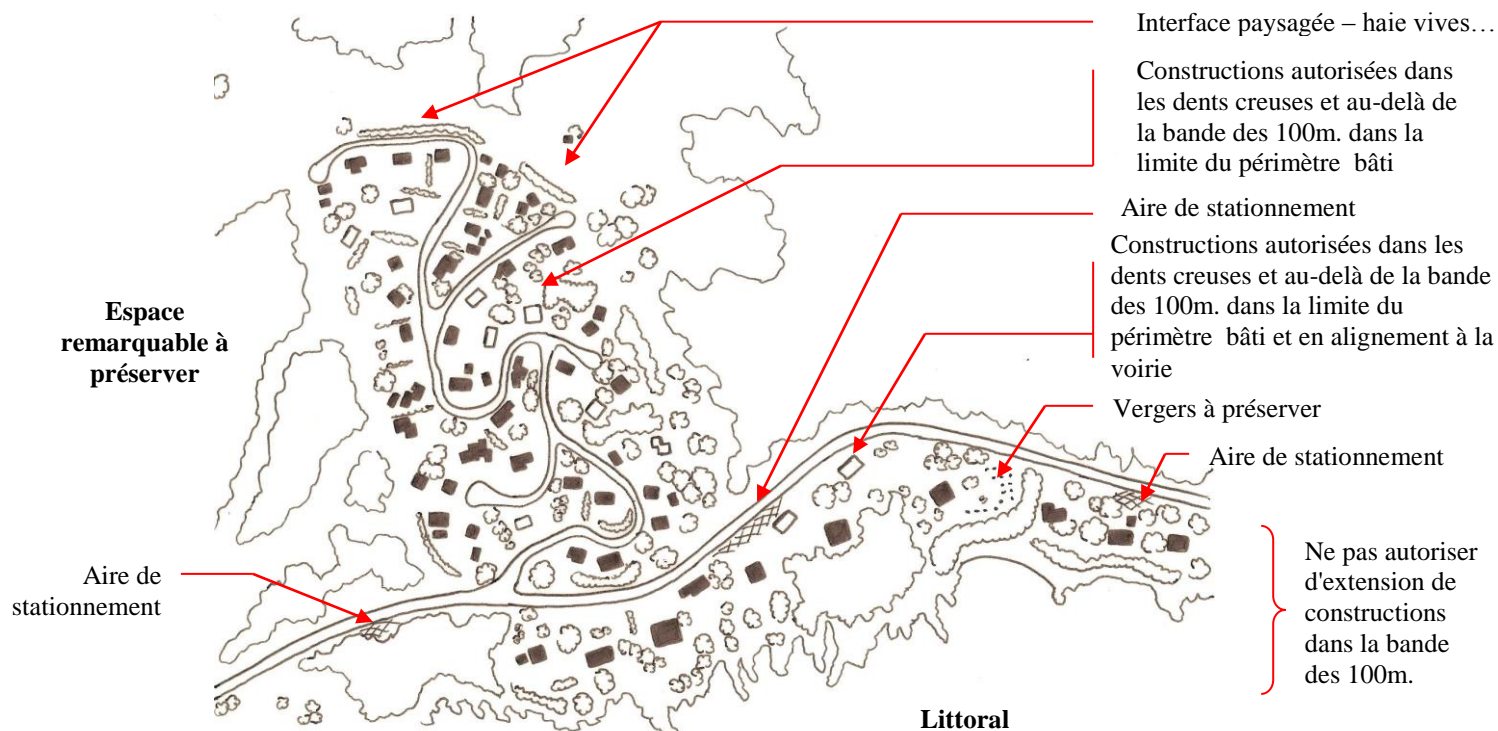 Interface paysagée – haie vives…
Constructions autorisées dans
les dents creuses et au-delà de
la bande des 100m. dans la
limite du périmètre bâti
Aire de stationnement
Constructions autorisées dans les
dents creuses et au-delà de la bande
des 100m. dans la limite du
périmètre bâti et en alignement à la
voirie
Espace
remarquable à
préserver
Vergers à préserver
Aire de stationnement
Ne pas autoriser
d'extension de
constructions
dans la bande
des 100m.
Aire de
stationnement
Littoral